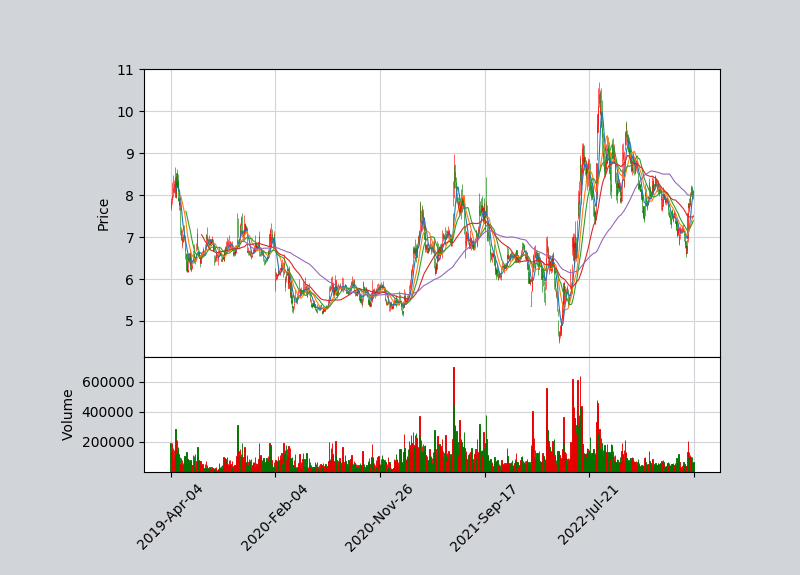 11
10
9
8
7
6
5
Price
600000
400000
200000
Volume
2019-Apr-04
2020-Feb-04
2020-Nov-26
2021-Sep-17
2022-Jul-21